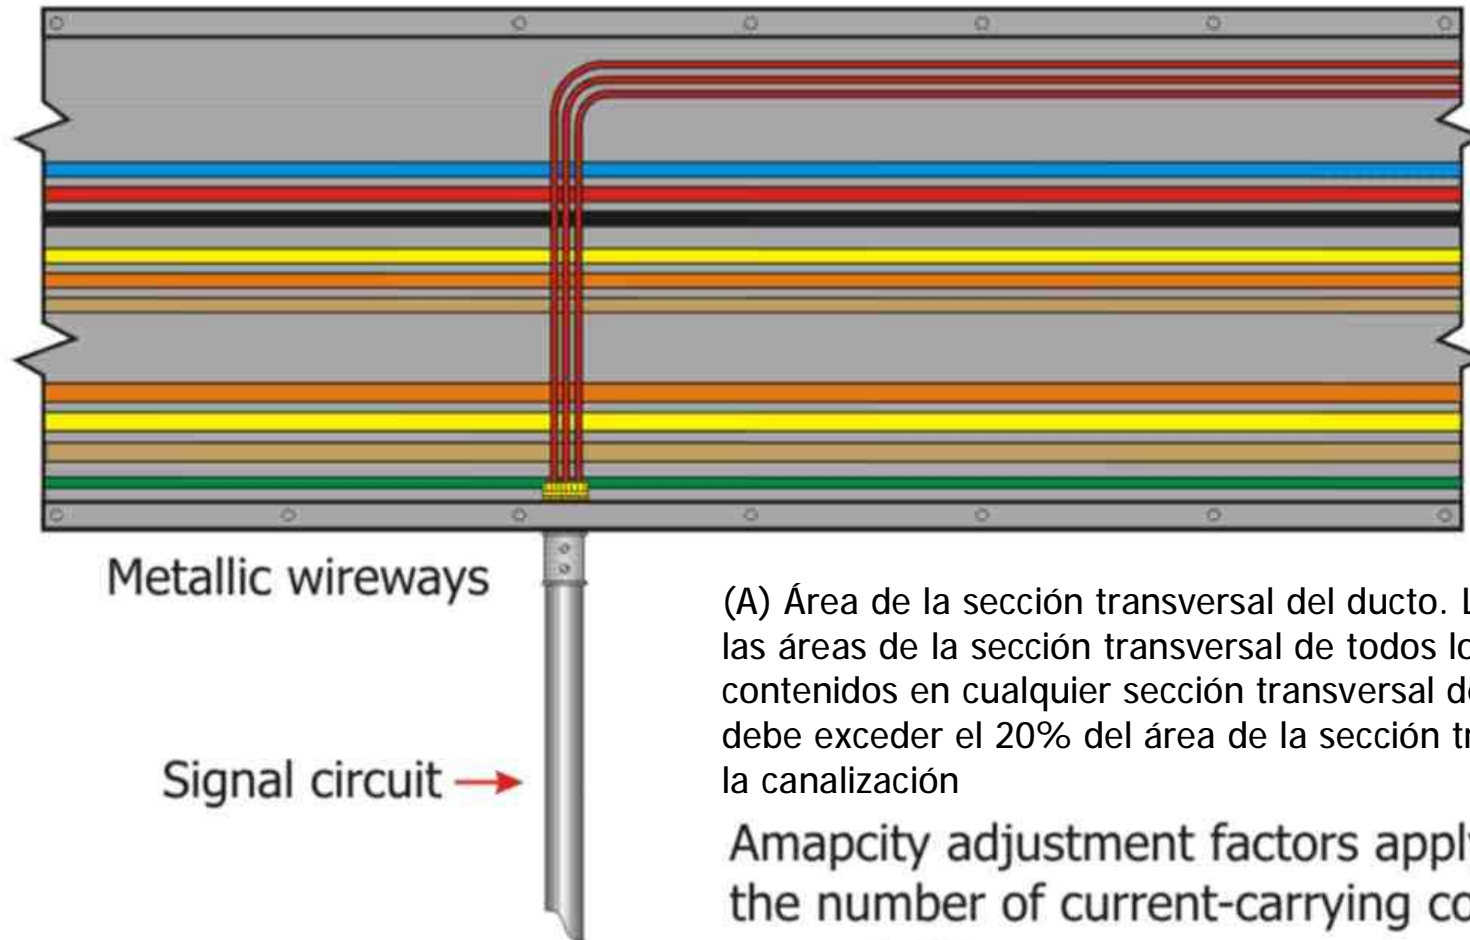 Metallic wireways
Signal circuit
(A) Área de la sección transversal del ducto.
las áreas de la sección transversal de todos
contenidos en cualquier sección transversal
debe exceder el 20% del área de la sección
la canalización
Amapcity adjustment factors apply
the number of current-carrying